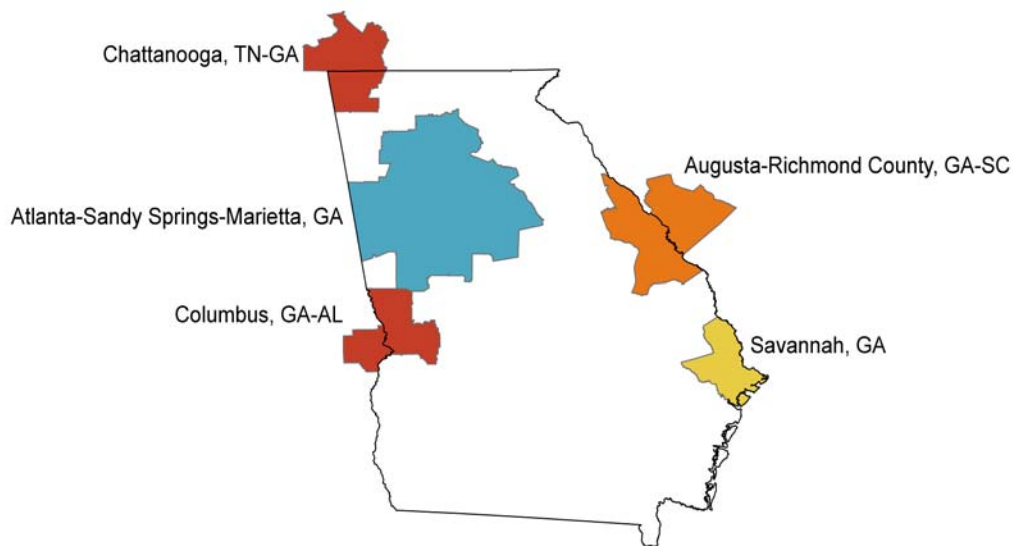 Chattanooga, TN-GA
Augusta-Richmond County, GA-SC
Atlanta-Sandy Springs-Marietta, GA
Columbus, GA-AL
Savannah, GA